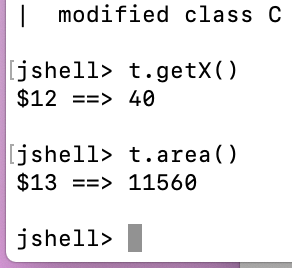 |  modified class C
[jshell> t.getX()
$12 ==> 40
[jshell> t.area()
$13 ==> 11560
jshell>